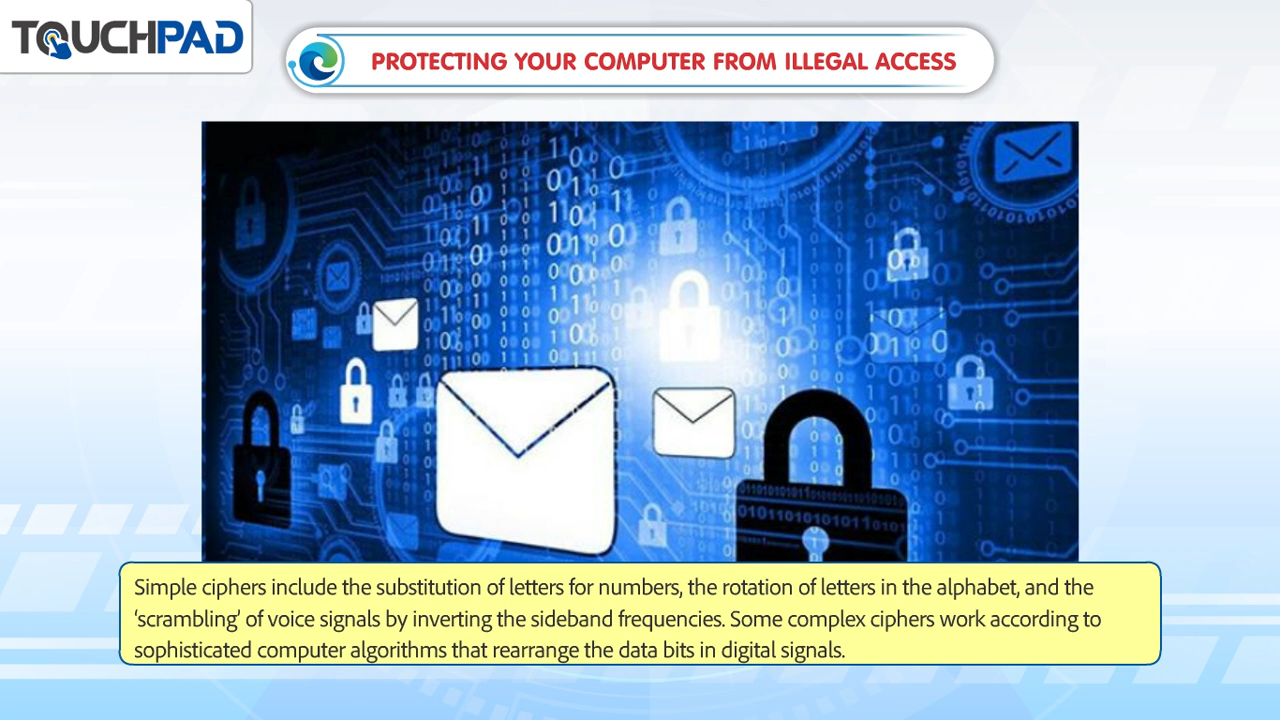 TOUCHPAD
PROTECTING YOUR COMPUTER FROM ILLEGAL ACCESS
Simple ciphers include the substitution of letters for numbers, the rotation of letters in the alphabet, and the
‘scrambling’ of voice signals by inverting the sideband frequencies. Some complex ciphers work according to
sophisticated computer algorithms that rearrange the data bits in digital signals.